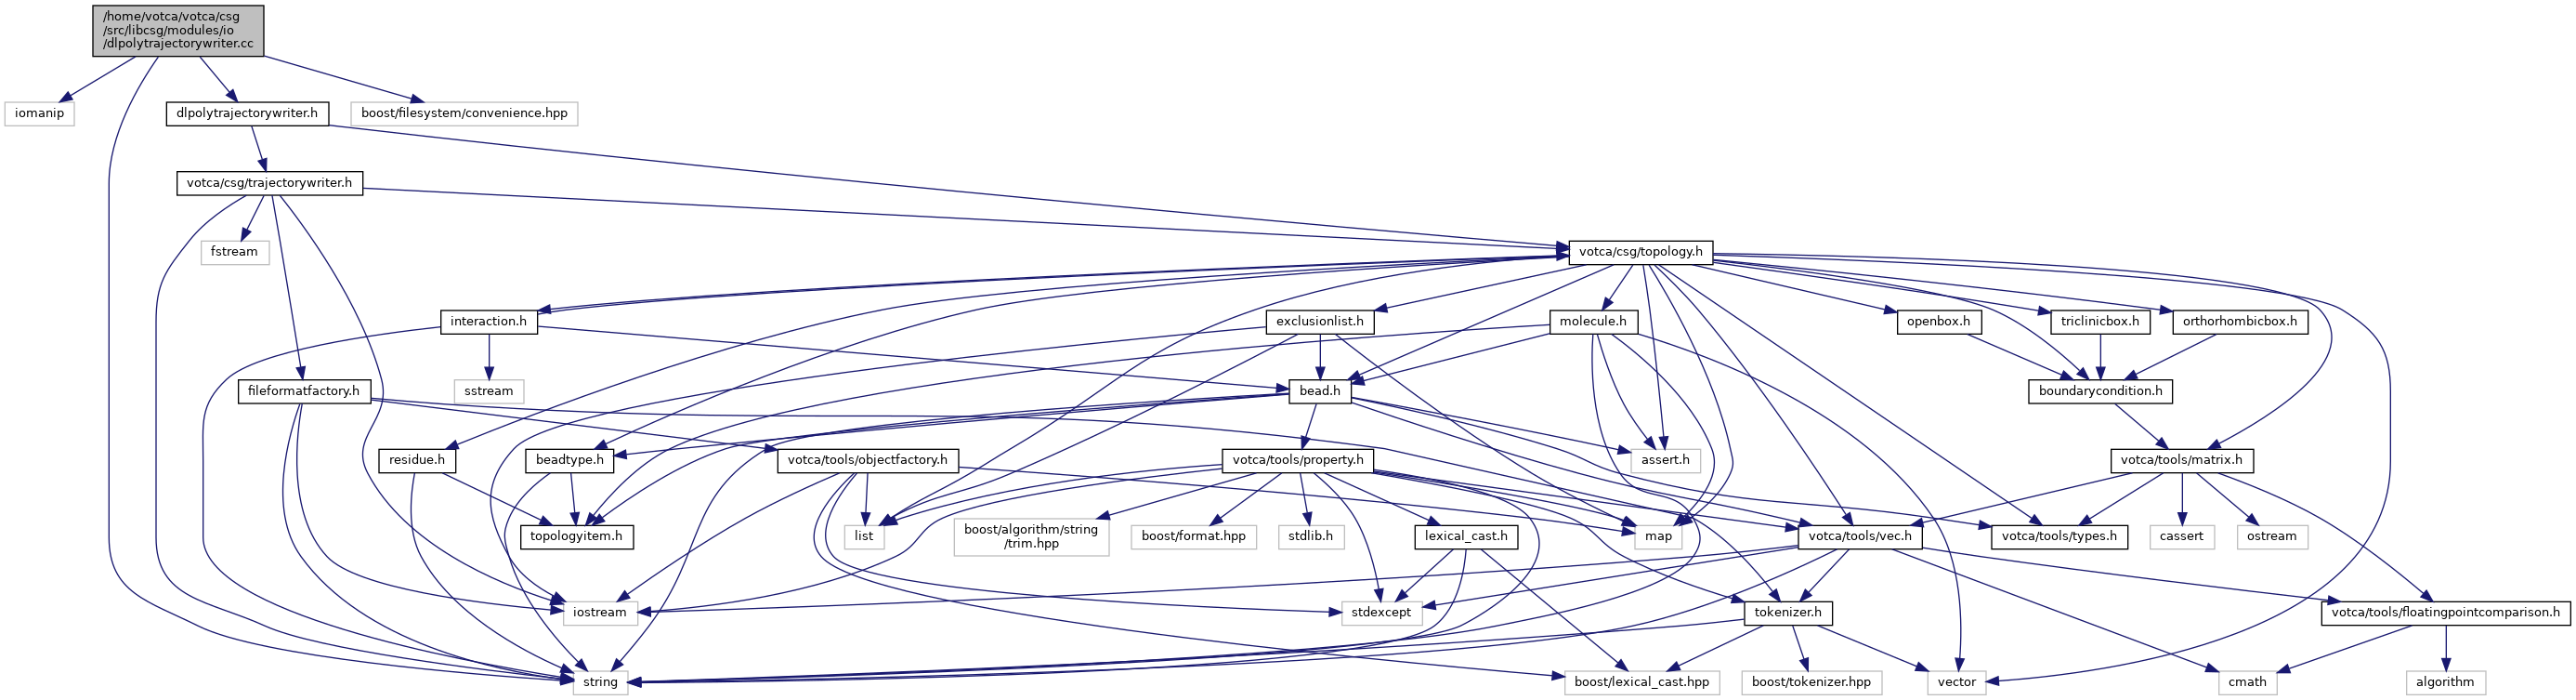 /home/votca/votca/csg
/src/libcsg/modules/io
/dlpolytrajectorywriter.cc
iomanip
dlpolytrajectorywriter.h
boost/filesystem/convenience.hpp
votca/csg/trajectorywriter.h
fstream
votca/csg/topology.h
interaction.h
exclusionlist.h
molecule.h
openbox.h
triclinicbox.h
orthorhombicbox.h
fileformatfactory.h
sstream
bead.h
boundarycondition.h
residue.h
beadtype.h
votca/tools/objectfactory.h
votca/tools/property.h
assert.h
votca/tools/matrix.h
topologyitem.h
list
boost/algorithm/string
/trim.hpp
boost/format.hpp
stdlib.h
lexical_cast.h
map
votca/tools/vec.h
votca/tools/types.h
cassert
ostream
iostream
stdexcept
tokenizer.h
votca/tools/floatingpointcomparison.h
string
boost/lexical_cast.hpp
boost/tokenizer.hpp
vector
cmath
algorithm